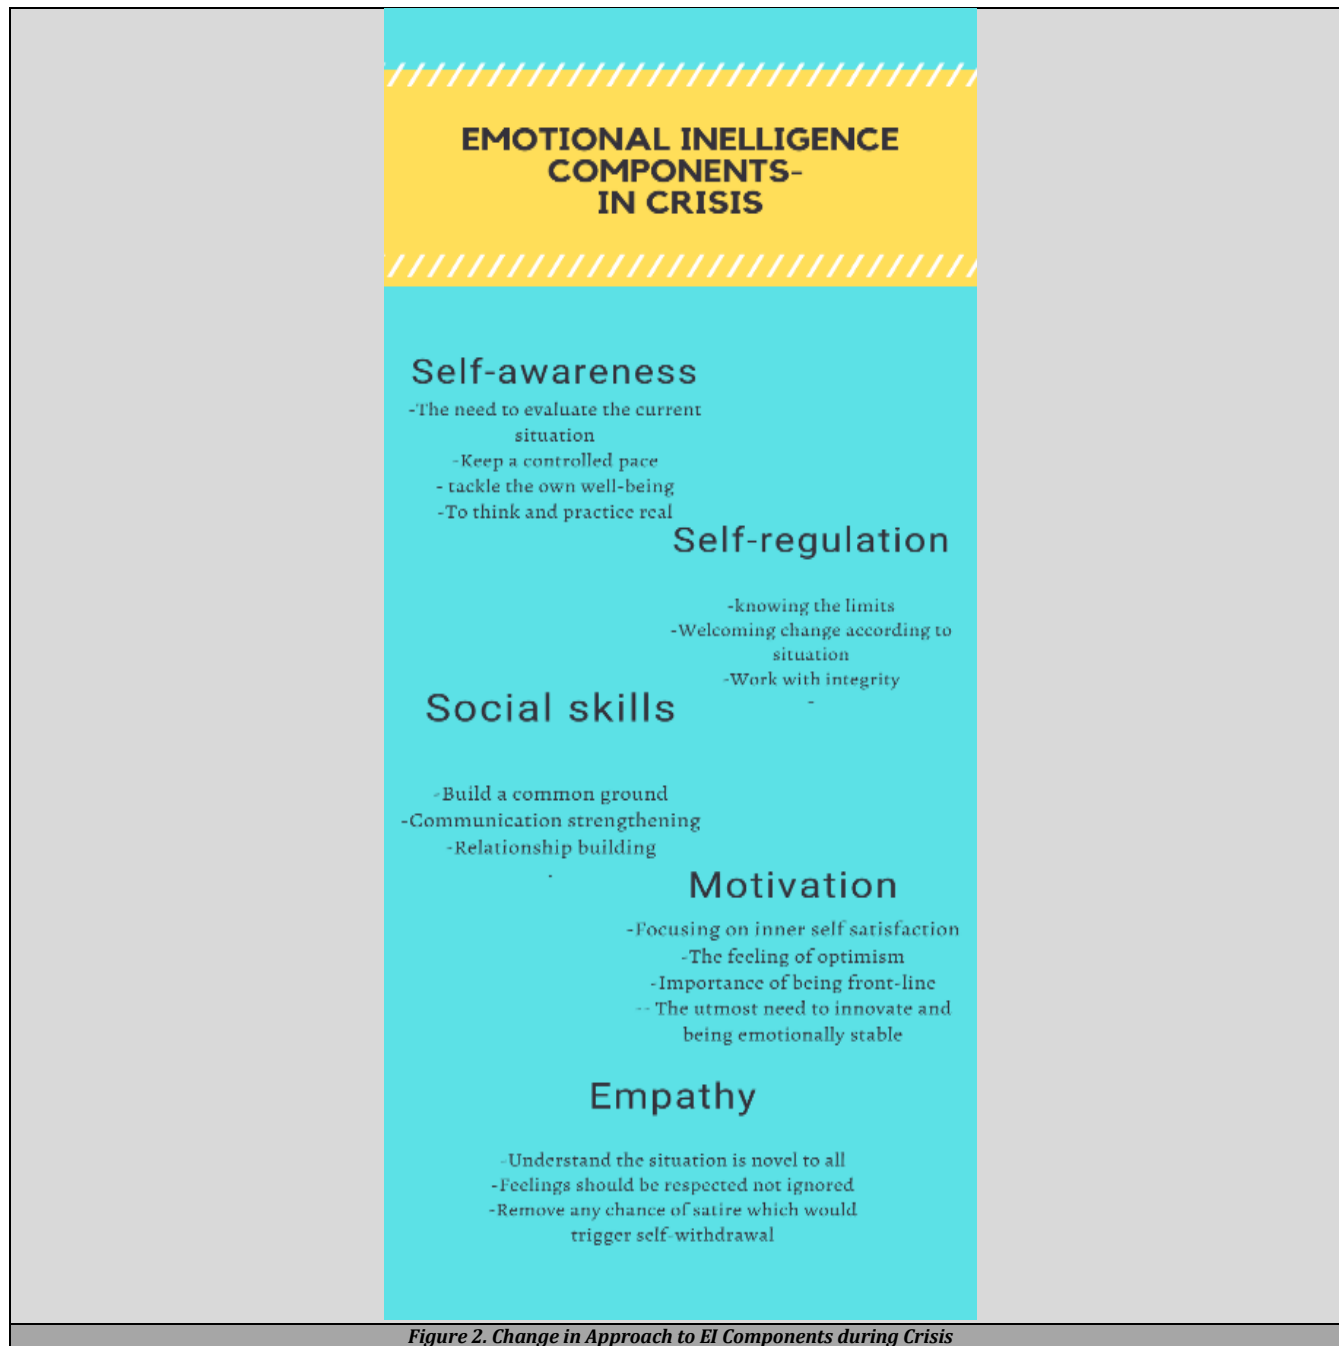 EMOTIONAL INELLIGENCE
COMPONENTS-
IN CRISIS
Self-awareness
-The need to evaluate the current
situation
-Keep a controlled pace
- tackle the own well-being
-To think and practice real
Self-regulation
-knowing the limits
-Welcoming change according to
situation
-Work with integrity
-
Social skills
-Build a common ground
-Communication strengthening
-Relationship building
.
Motivation
-Focusing on inner self satisfaction
-The feeling of optimism
-Importance of being front-line
-- The utmost need to innovate and
being emotionally stable
Empathy
-Understand the situation is novel to all
-Feelings should be respected not ignored
-Remove any chance of satire which would
trigger self-withdrawal
Figure 2. Change in Approach to EI Components during Crisis